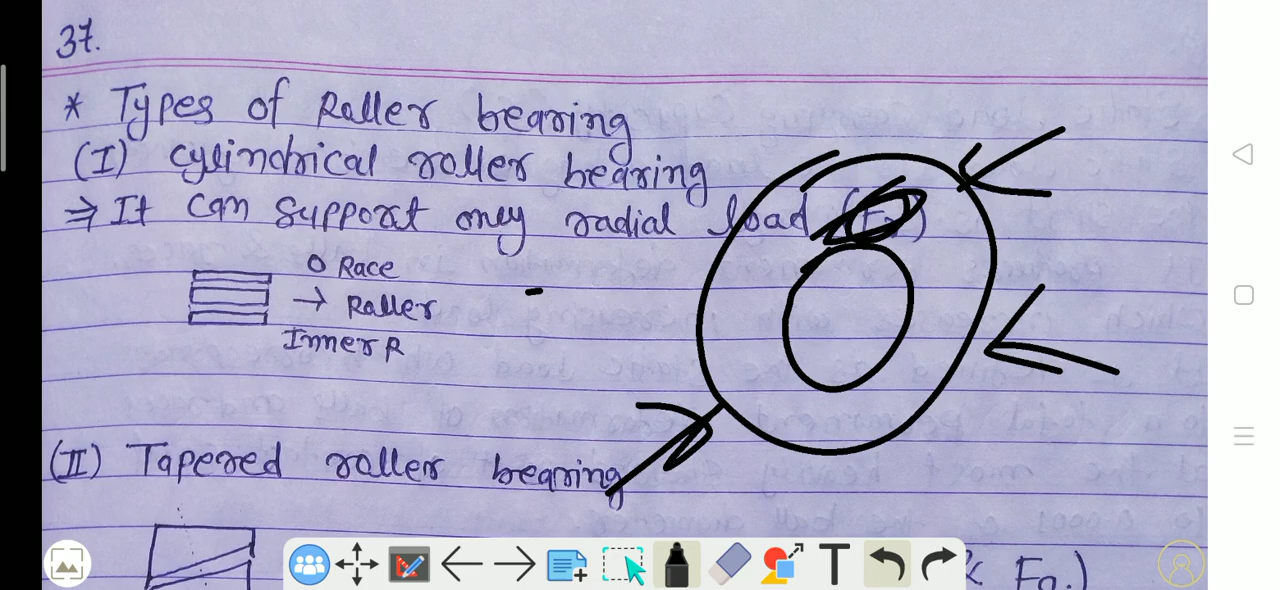 37.
* Types of Roller bearing
(I) cylindrical roller bearing
⇒ It can support only radial load (Fr)
O Race
→ Roller
Inner R
(II) Tapered roller bearing
& Fa.)
T